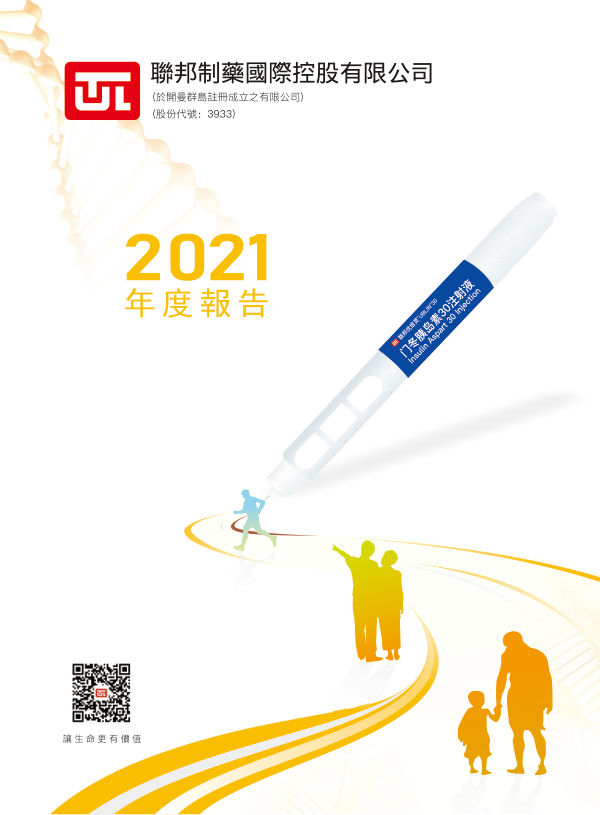 聯邦制藥國際控股有限公司
(於開曼群島註冊成立之有限公司)
(股份代號：3933)
2021
年度報告
门冬胰岛素30注射液
Insulin Aspart 30 Injection
讓生命更有價值